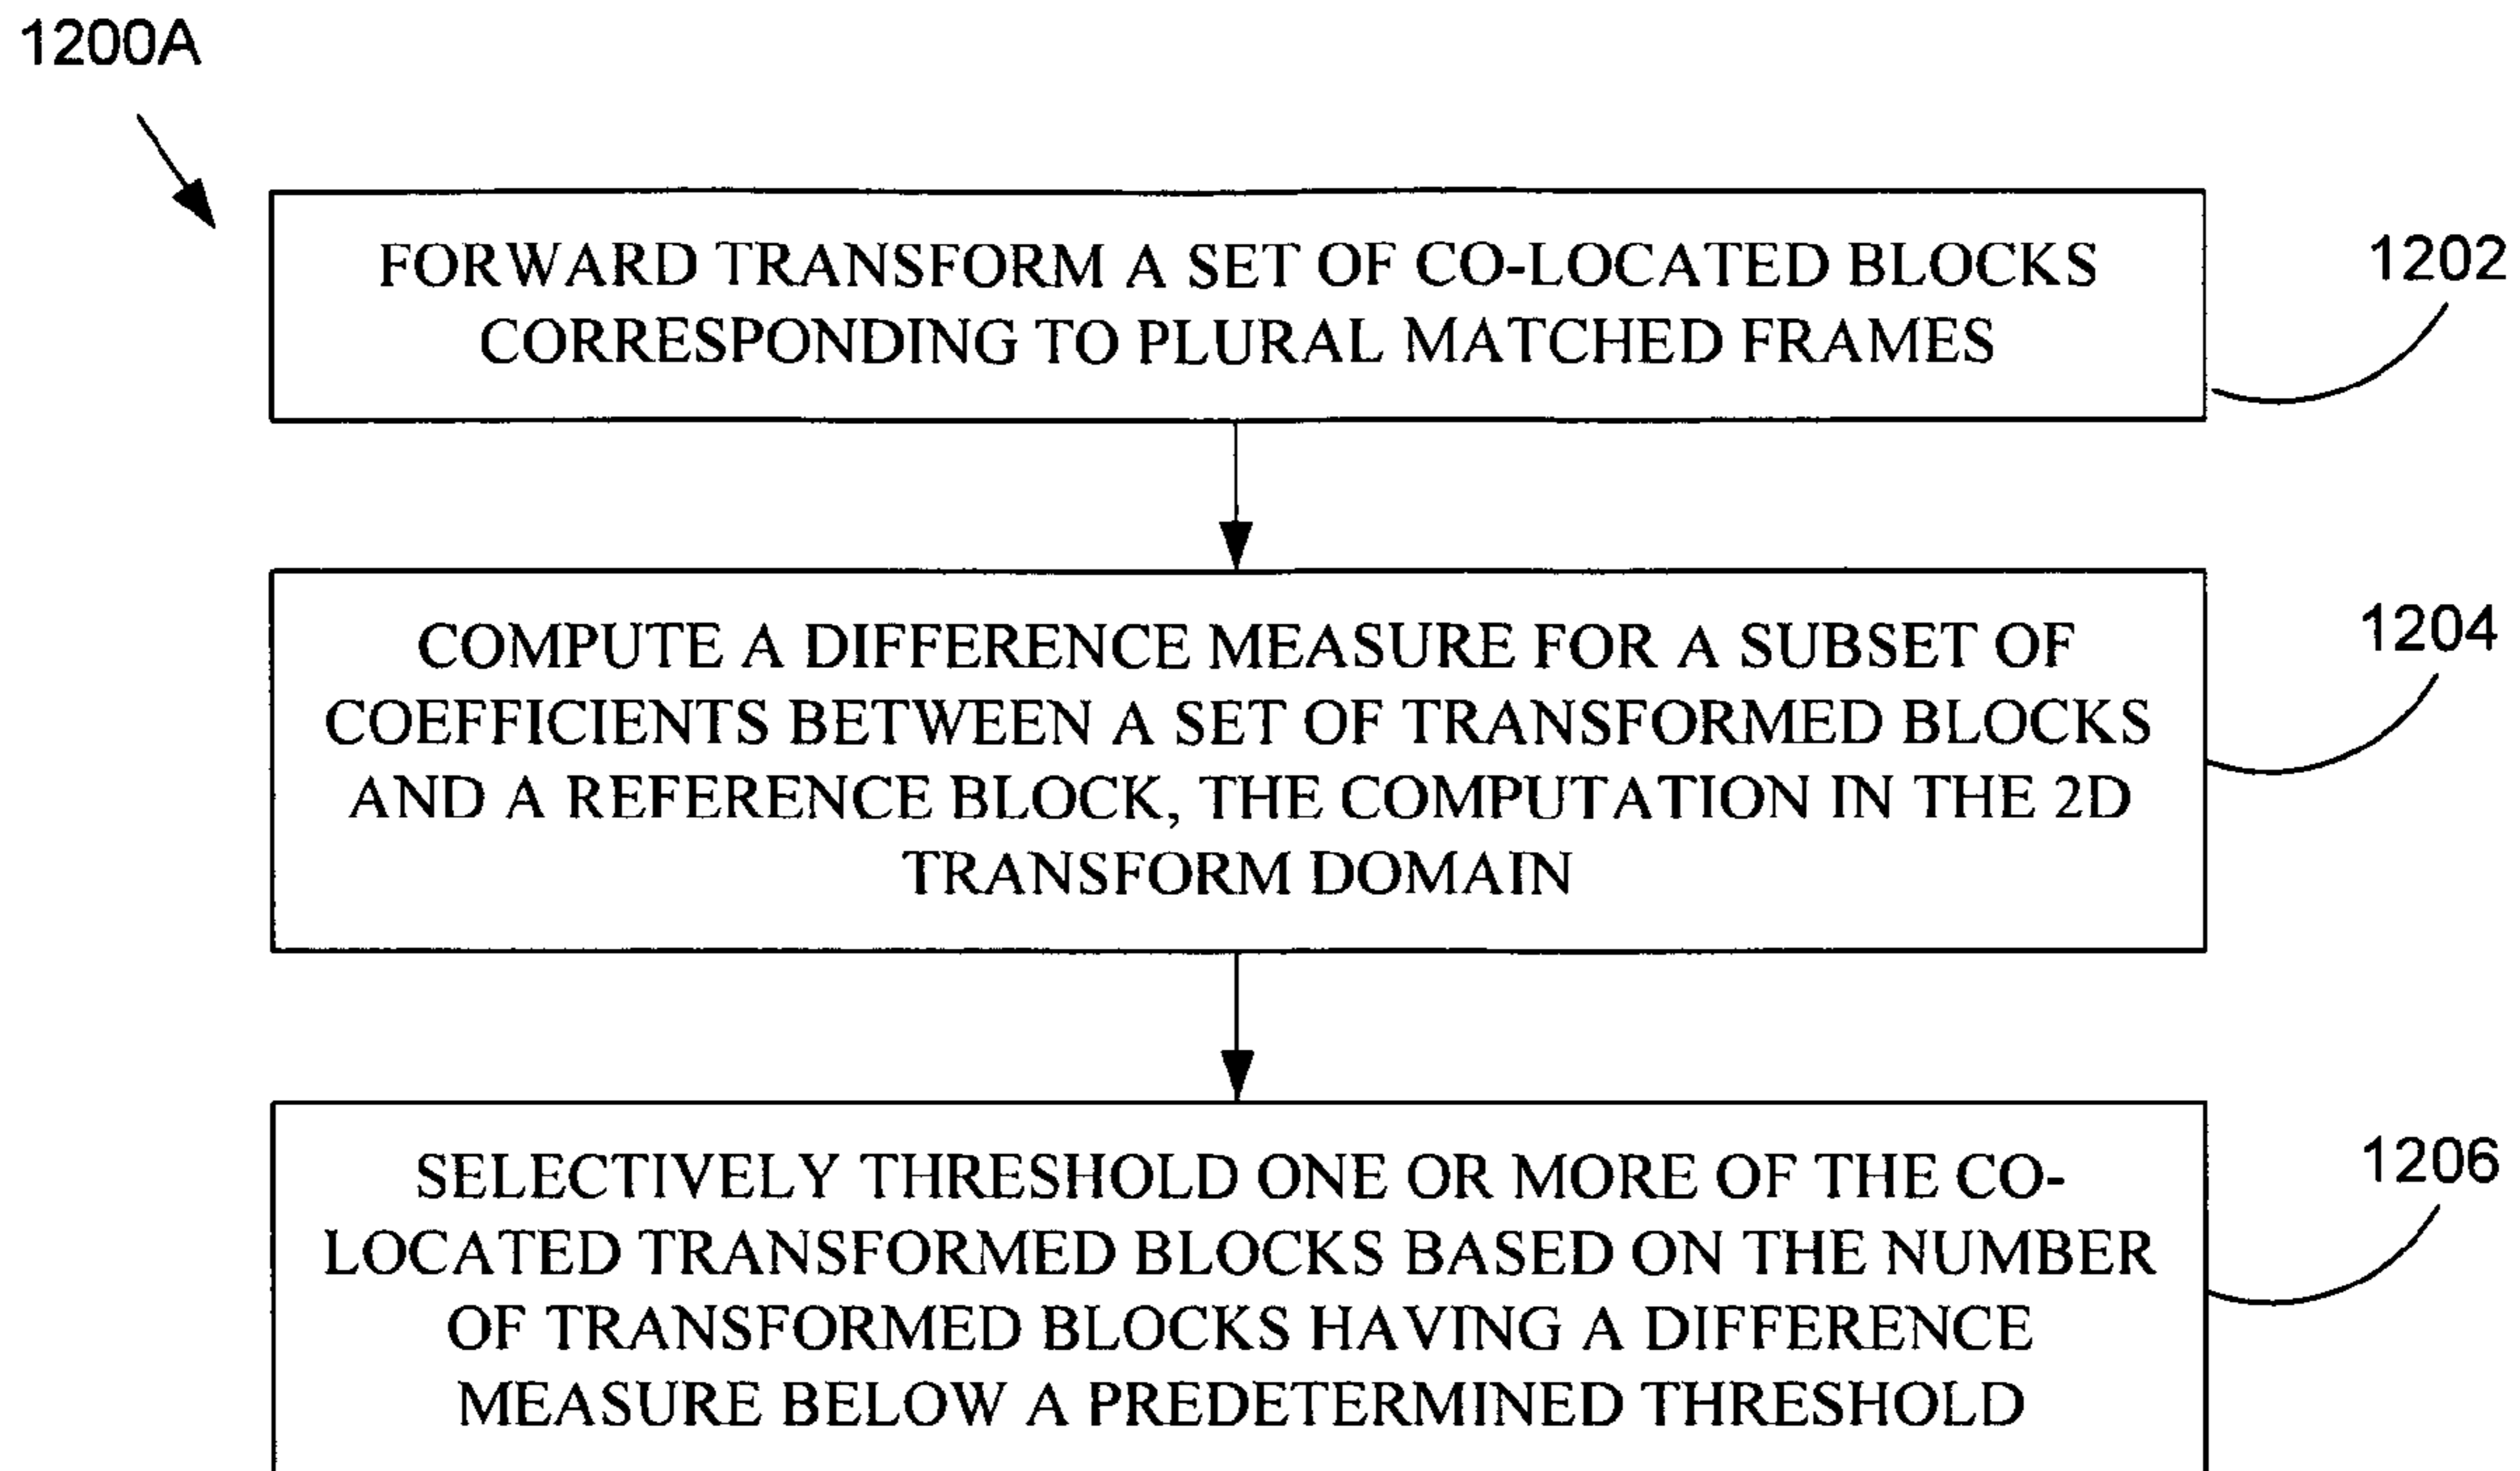 1200A
FORWARD TRANSFORM A SET OF CO-LOCATED BLOCKS
CORRESPONDING TO PLURAL MATCHED FRAMES
1202
COMPUTE A DIFFERENCE MEASURE FOR A SUBSET OF
COEFFICIENTS BETWEEN A SET OF TRANSFORMED BLOCKS
AND A REFERENCE BLOCK, THE COMPUTATION IN THE 2D
TRANSFORM DOMAIN
1204
SELECTIVELY THRESHOLD ONE OR MORE OF THE CO-
LOCATED TRANSFORMED BLOCKS BASED ON THE NUMBER
OF TRANSFORMED BLOCKS HAVING A DIFFERENCE
MEASURE BELOW A PREDETERMINED THRESHOLD
1206